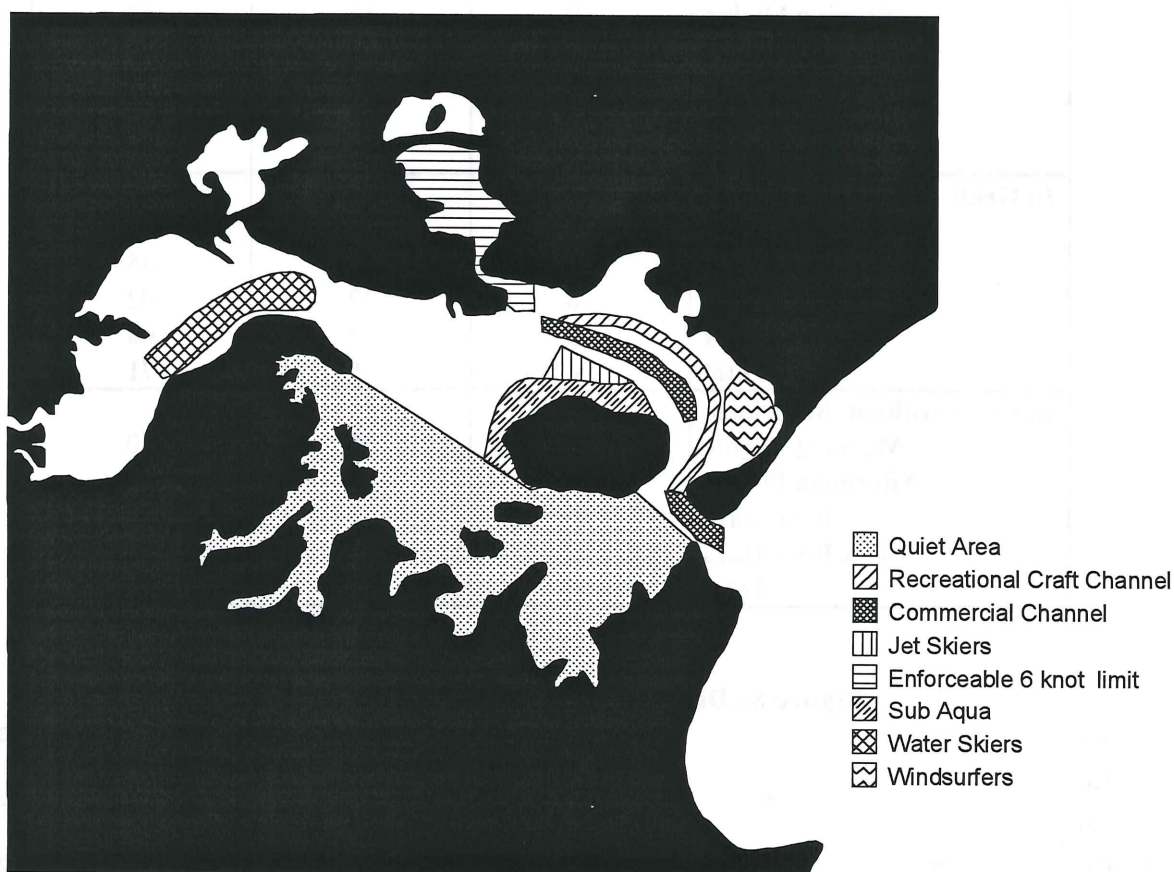 Quiet Area
Recreational Craft Channel
Commercial Channel
Jet Skiers
Enforceable 6 knot limit
Sub Aqua
Water Skiers
Windsurfers